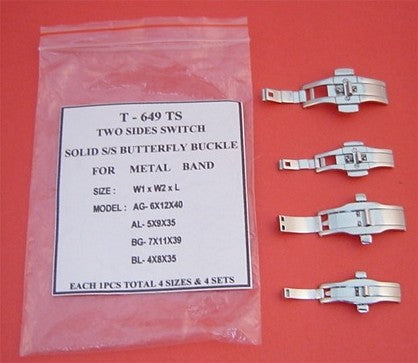 T - 649 TS
TWO SIDES SWITCH
SOLID S/S BUTTERFLY BUCKLE
FOR METAL BAND
SIZE : W1 x W2 x L
MODEL : AG- 6X12X40
AL- 5X9X35
BG- 7X11X39
BL- 4X8X35
EACH 1PCS TOTAL 4 SIZES & 4 SETS